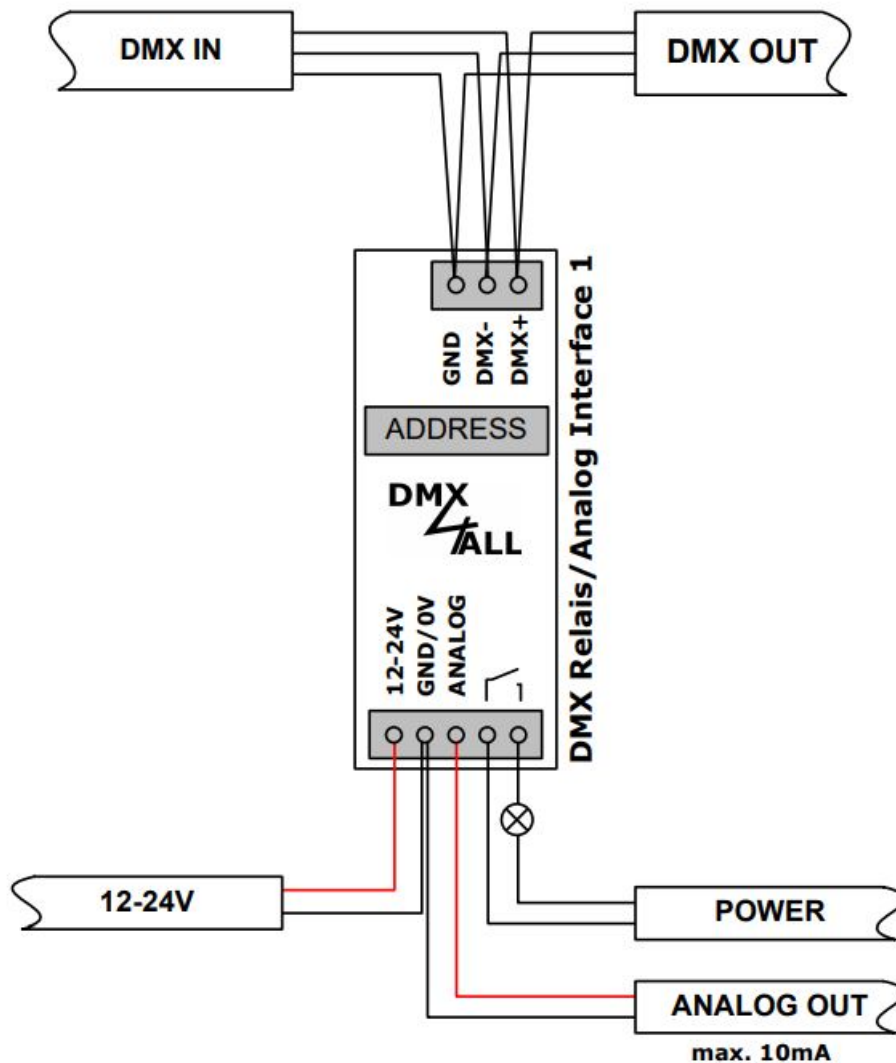 DMX IN
DMX OUT
GND
DMX-
DMX+
DMX Relais/Analog Interface 1
ADDRESS
DMX
4
ALL
12-24V
GND/0V
ANALOG
12-24V
POWER
ANALOG OUT
max. 10mA